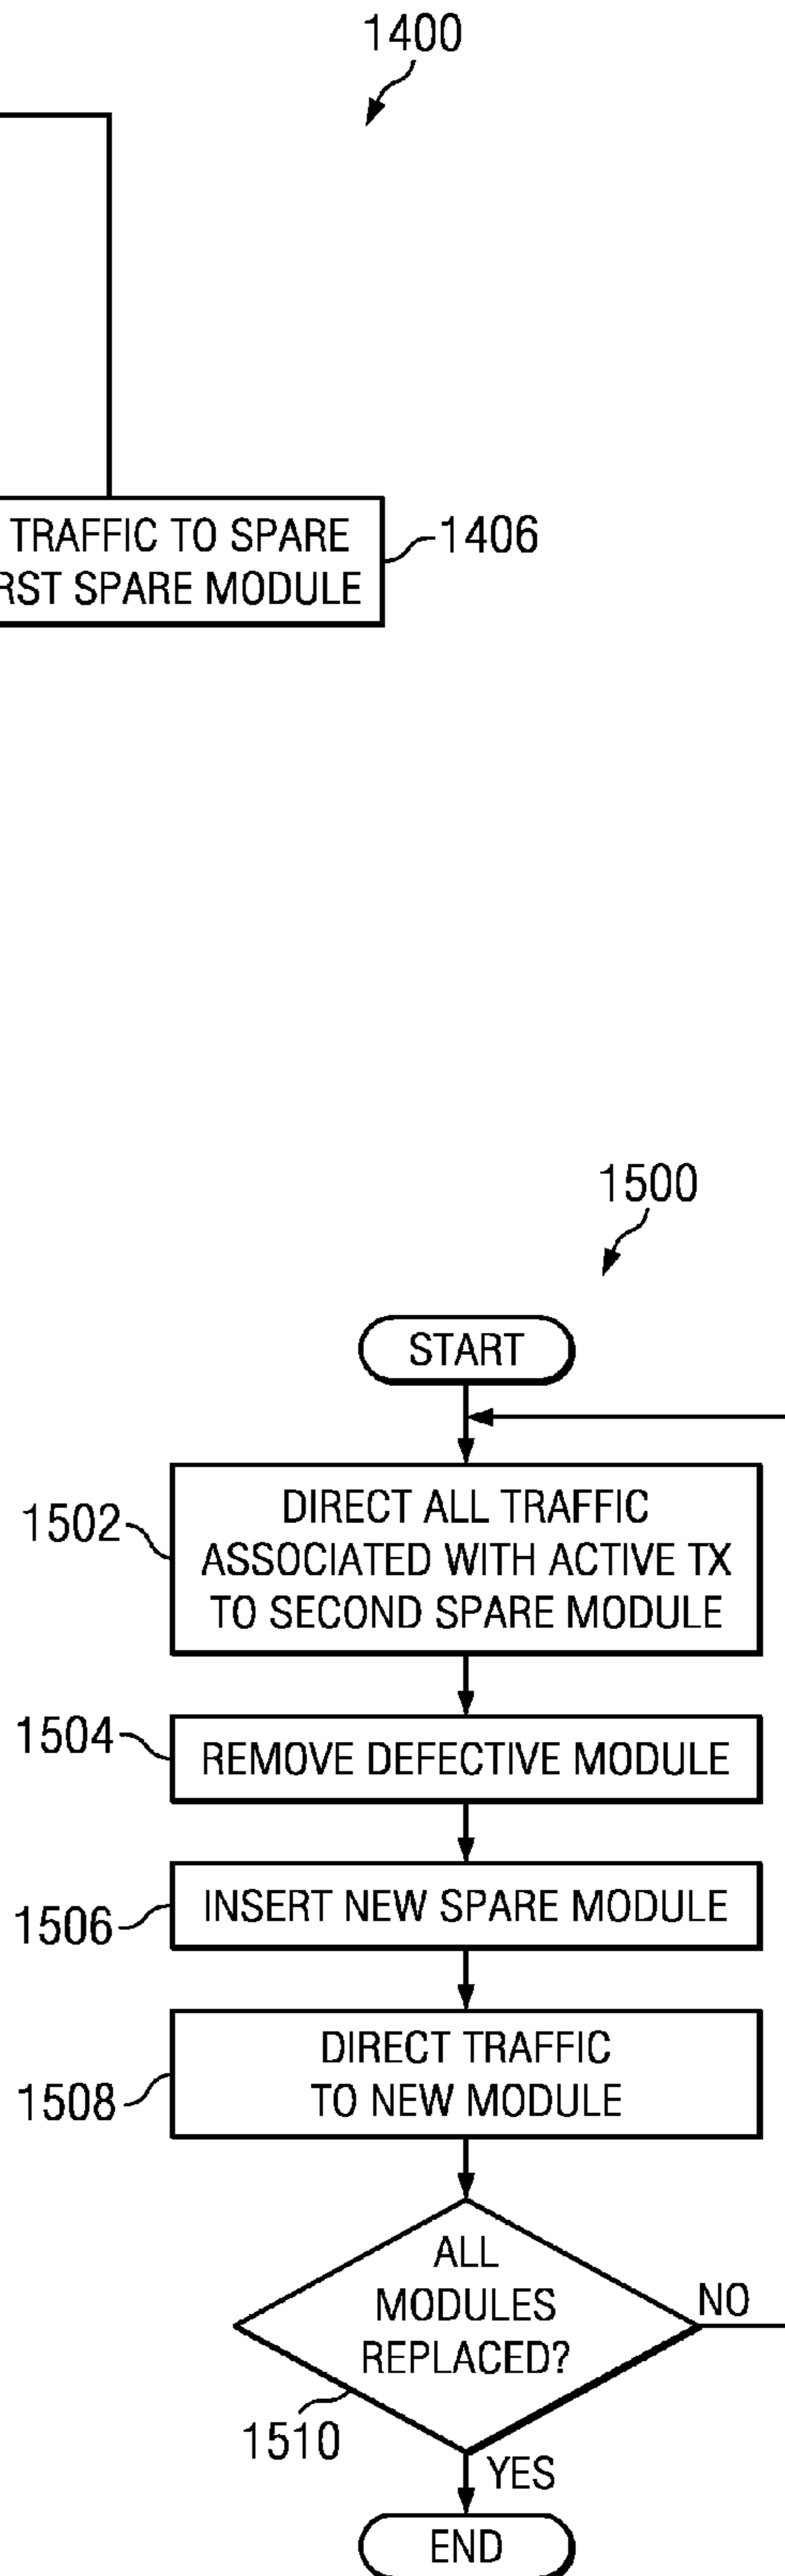 1400
TRAFFIC TO SPARE
SPARE MODULE
1406
1500
START
1502
DIRECT ALL TRAFFIC
ASSOCIATED WITH ACTIVE TX
TO SECOND SPARE MODULE
1504
REMOVE DEFECTIVE MODULE
1506
INSERT NEW SPARE MODULE
1508
DIRECT TRAFFIC
TO NEW MODULE
ALL
MODULES
REPLACED?
NO
1510
YES
END